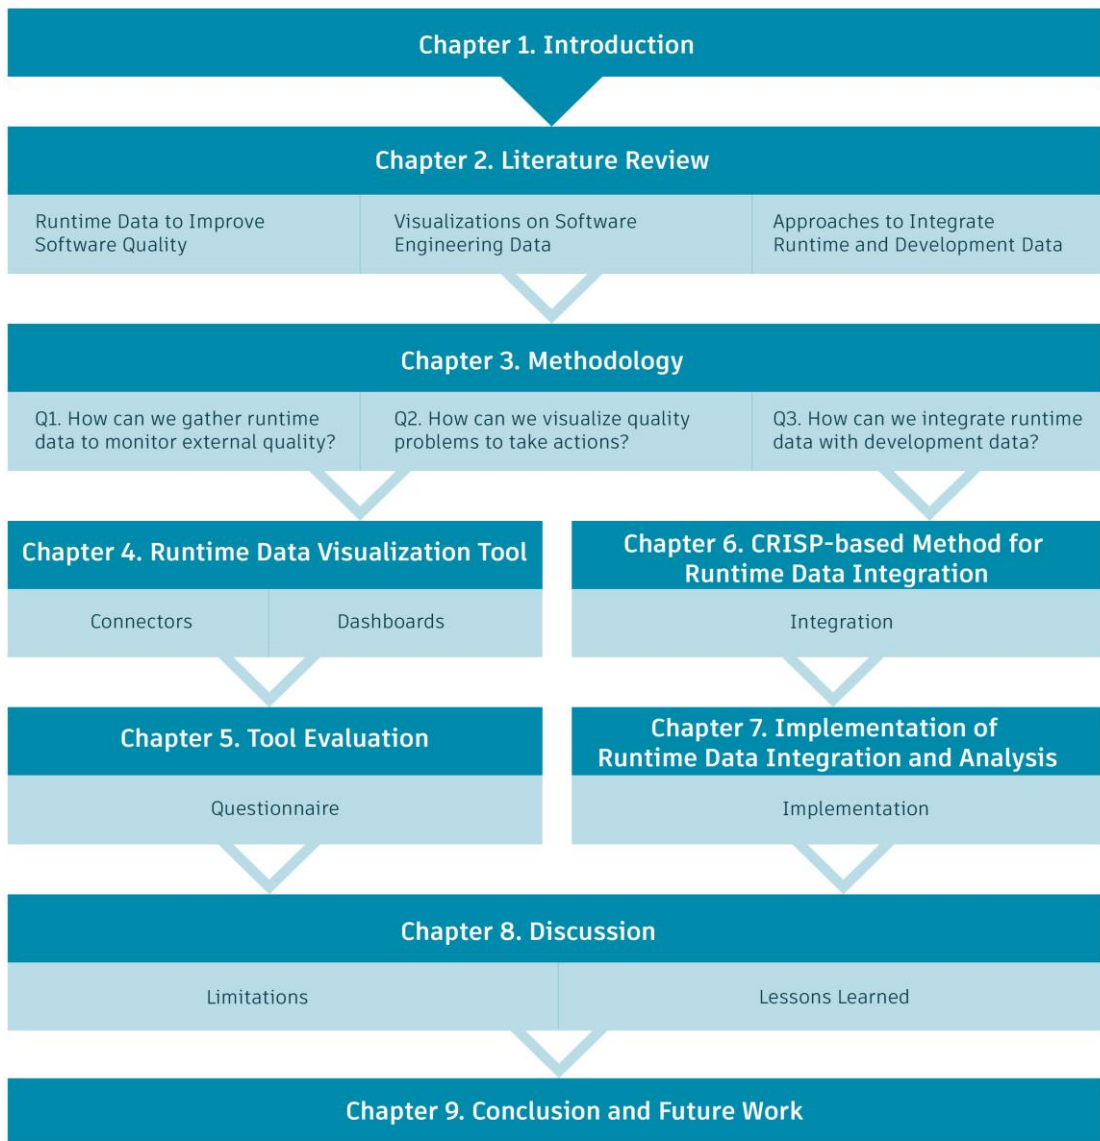 Chapter 1. Introduction
Chapter 2. Literature Review
Runtime Data to Improve
Software Quality
Visualizations on Software
Engineering Data
Approaches to Integrate
Runtime and Development Data
Chapter 3. Methodology
Q1. How can we gather runtime
data to monitor external quality?
Q2. How can we visualize quality
problems to take actions?
Q3. How can we integrate runtime
data with development data?
Chapter 4. Runtime Data Visualization Tool
Connectors
Dashboards
Chapter 6. CRISP-based Method for
Runtime Data Integration
Integration
Chapter 5. Tool Evaluation
Questionnaire
Chapter 7. Implementation of
Runtime Data Integration and Analysis
Implementation
Chapter 8. Discussion
Limitations
Lessons Learned
Chapter 9. Conclusion and Future Work